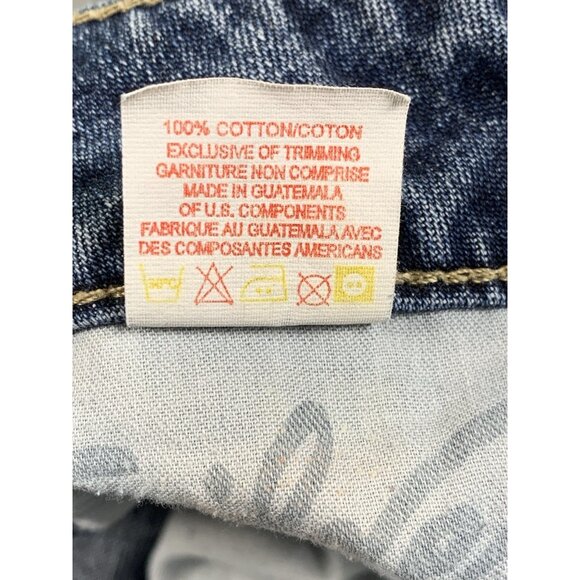 100% COTTON/COTON
EXCLUSIVE OF TRIMMING
GARNITURE NON COMPRISE
MADE IN GUATEMALA
OF U.S. COMPONENTS
FABRIQUE AU GUATEMALA AVEC
DES COMPOSANTES AMERICANS